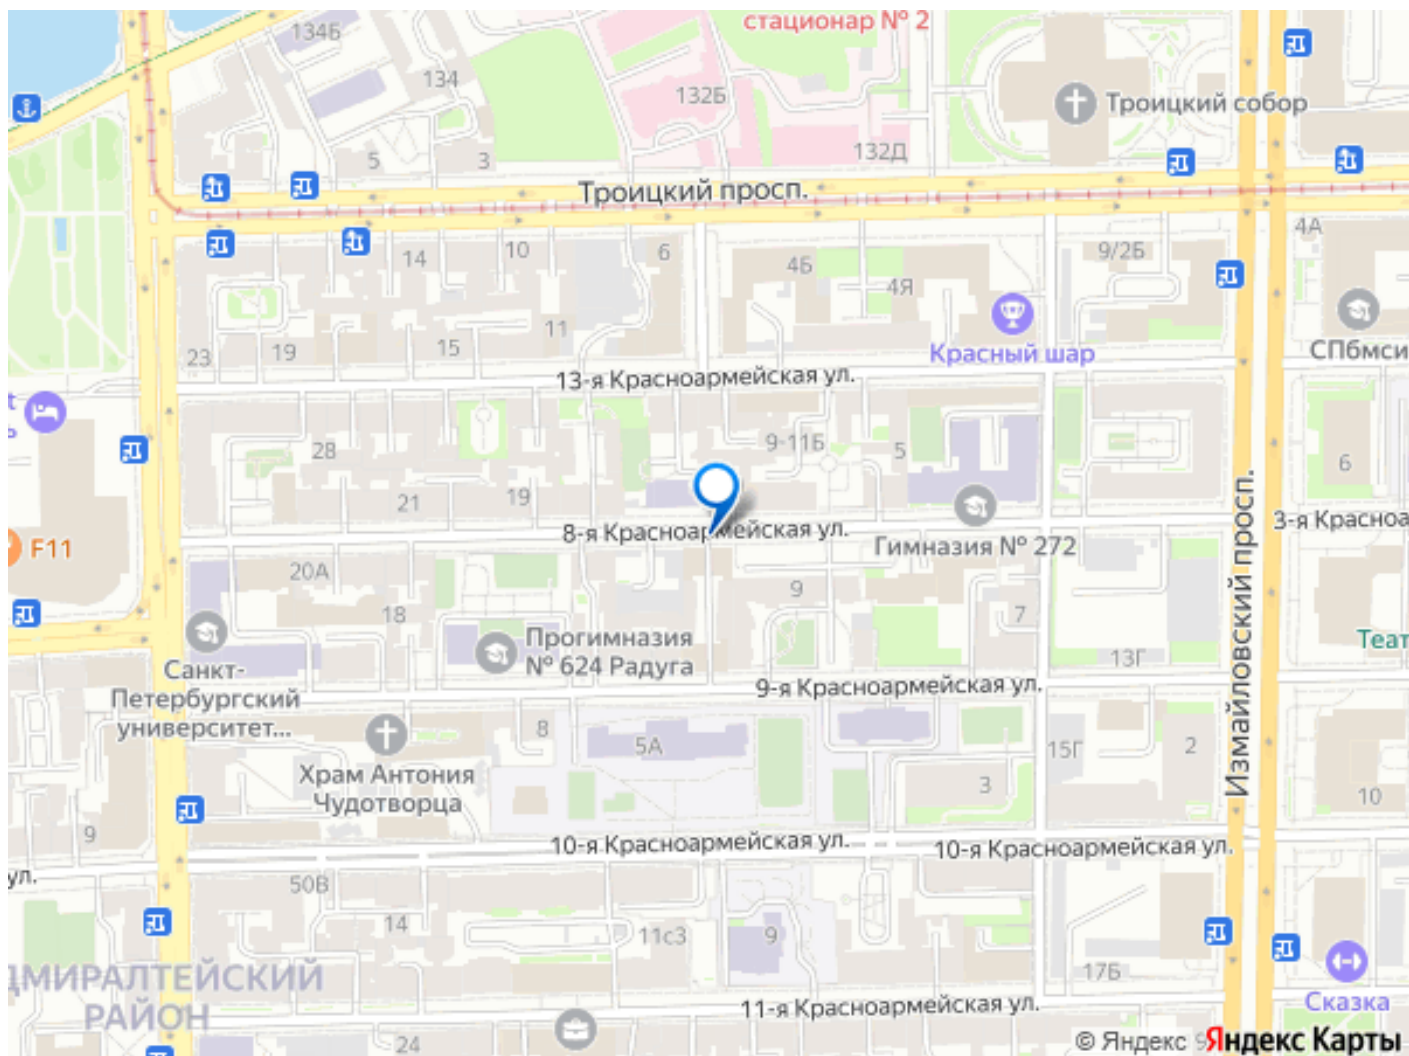 стационар № 2
134Б
134
132Б
Троицкий собор
132Д
5
3
Троицкий просп.
4А
14
10
6
4Б
9/2Б
4Я
11
Красный шар
СПбмси
23
19
15
13-я Красноармейская ул.
28
9-11Б
5
6
21
19
8-я Красноармейская ул.
3-я Красноа
F11
Гимназия № 272
20А
9
18
7
Прогимназия
№ 624 Радуга
Теат
13Г
Санкт-
Петербургский
университет...
9-я Красноармейская ул.
Измайловский просп.
8
5А
15Г
2
Храм Антония
Чудотворца
3
10
9
10-я Красноармейская ул.
10-я Красноармейская ул.
ул.
50В
14
11с3
9
17Б
ДМИРАЛТЕЙСКИЙ
РАЙОН
Сказка
11-я Красноармейская ул.
24
© Яндекс
Яндекс Карты